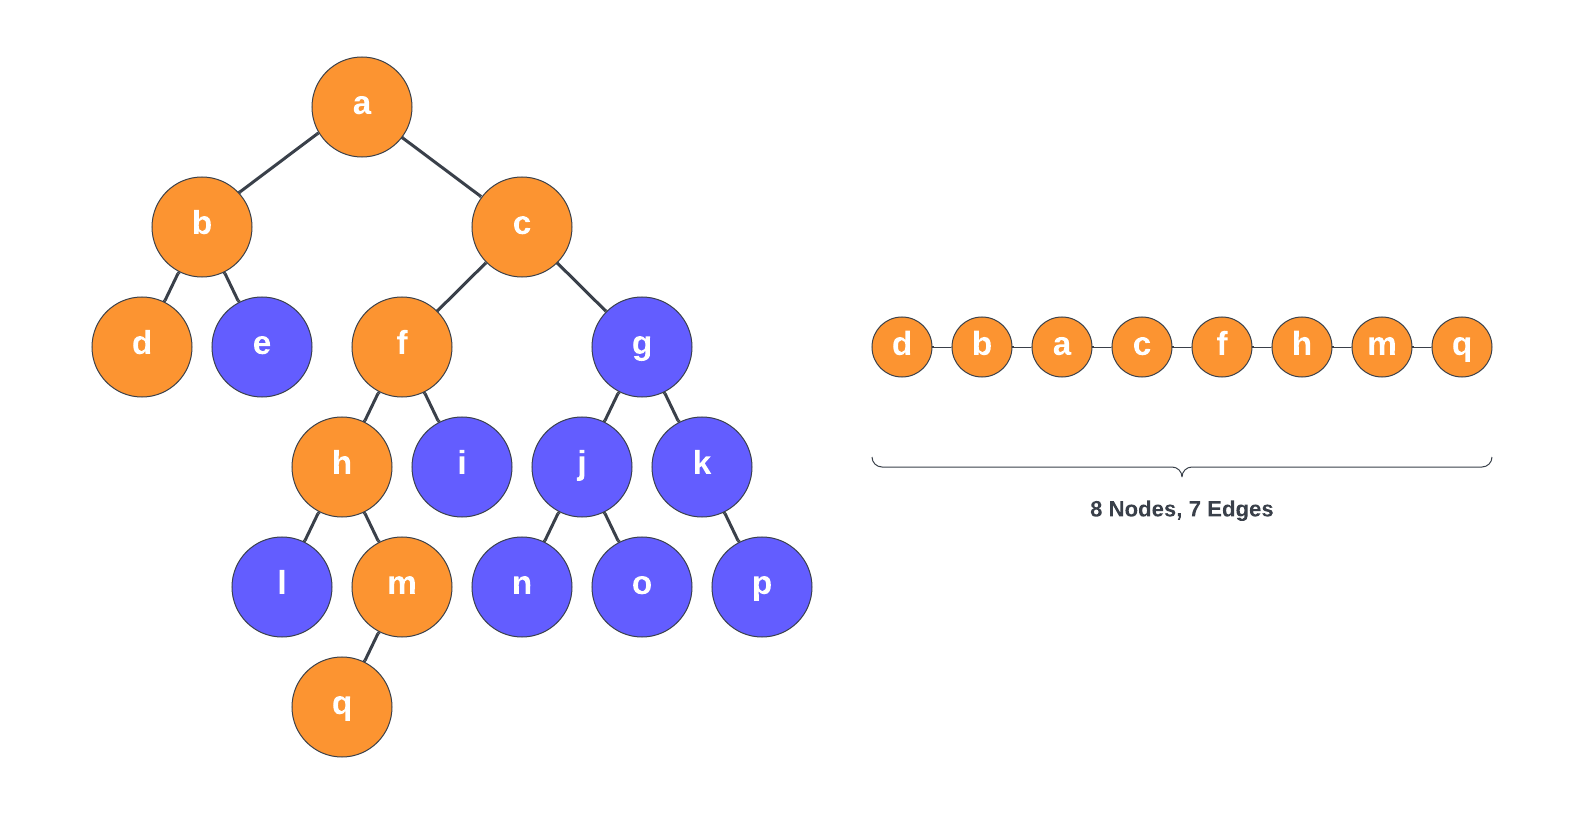 a
b c
d e f g
h i j k
l m n o p
q
d b a c f h m q
8 Nodes, 7 Edges